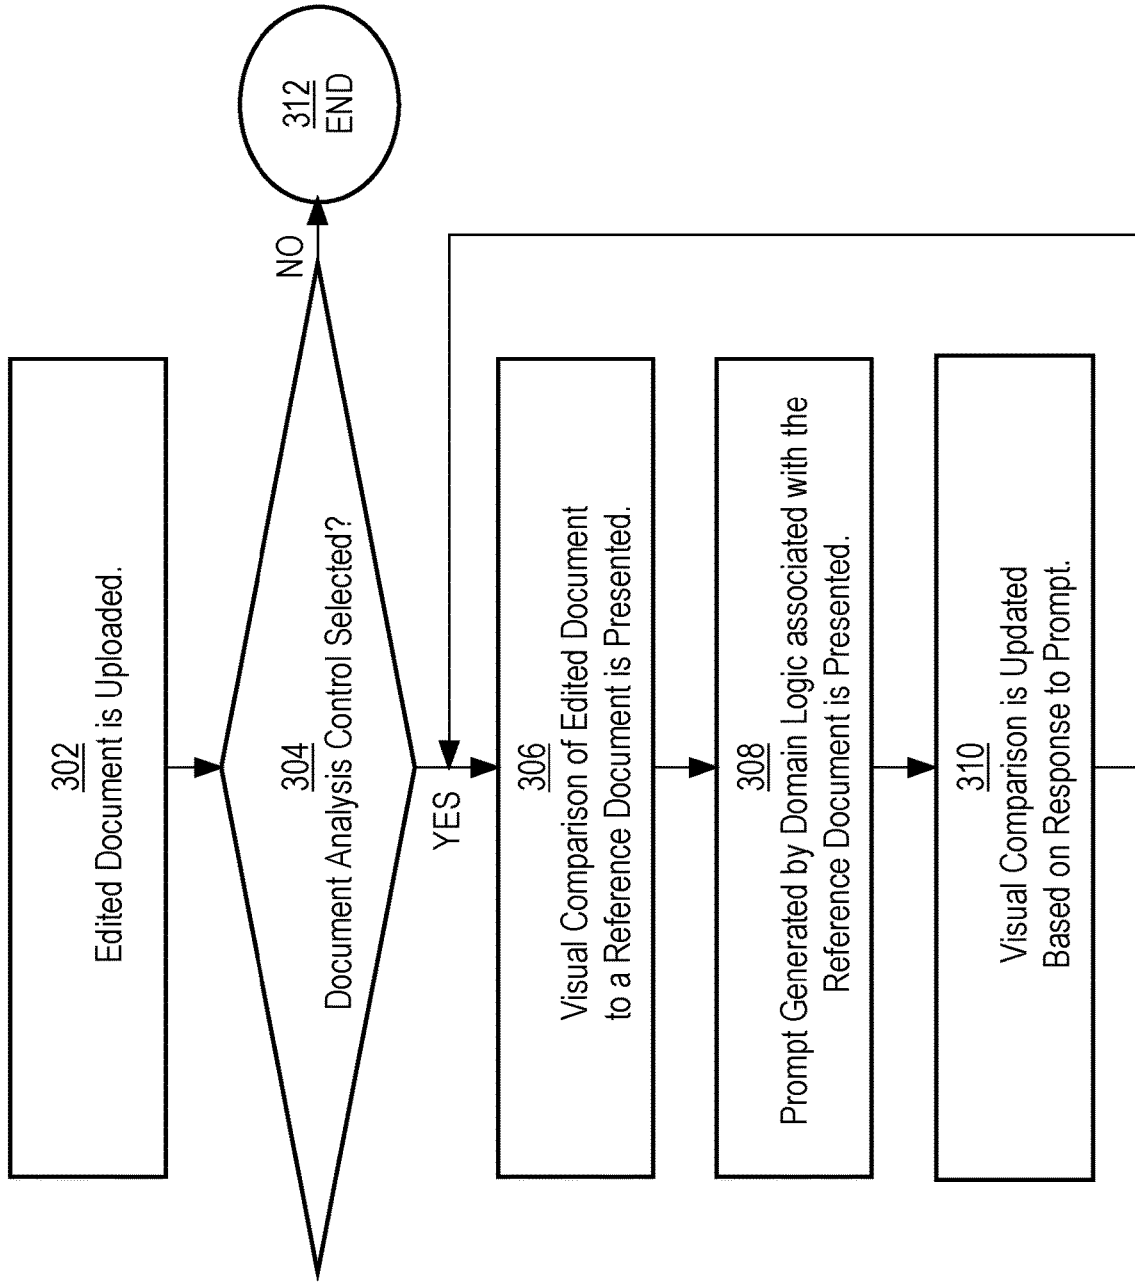 302
Edited Document is Uploaded.
304
Document Analysis Control Selected?
NO
312
END
YES
306
Visual Comparison of Edited Document
to a Reference Document is Presented.
308
Prompt Generated by Domain Logic associated with the
Reference Document is Presented.
310
Visual Comparison is Updated
Based on Response to Prompt.